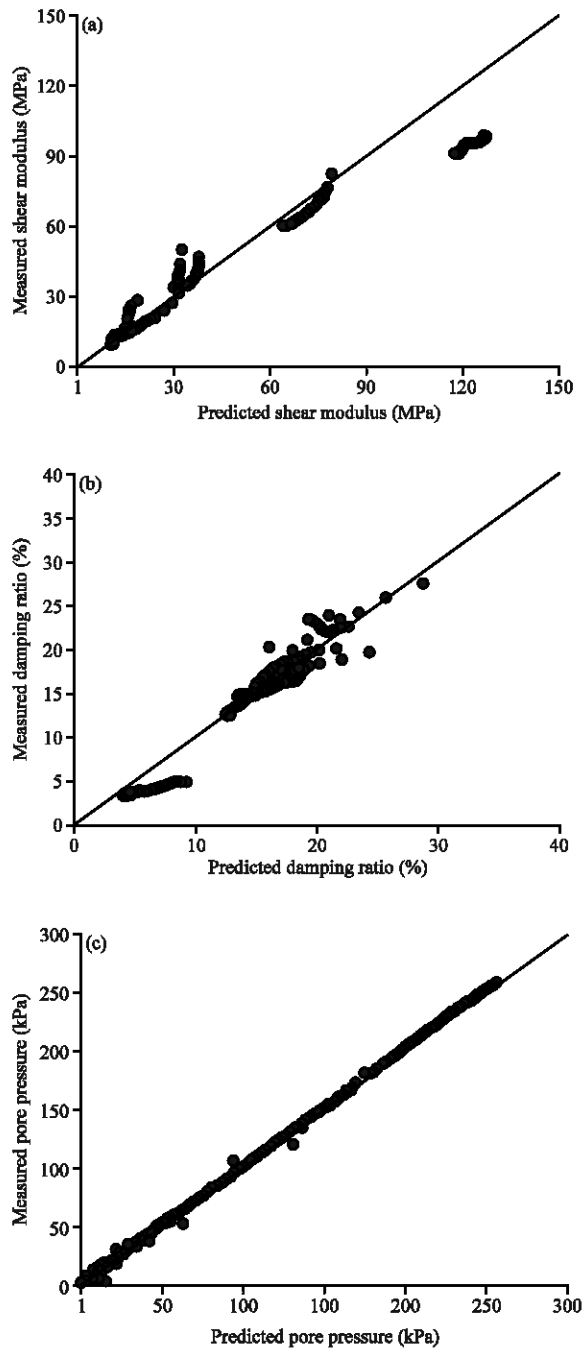 (a)
Measured shear modulus (MPa)
150
120
90
60
30
0
1 30 60 90 120 150
Predicted shear modulus (MPa)
(b)
Measured damping ratio (%)
40
35
30
25
20
15
10
5
0
0 10 20 30 40
Predicted damping ratio (%)
(c)
Measured pore pressure (kPa)
300
250
200
150
100
50
0
1 50 100 100 200 250 300
Predicted pore pressure (kPa)